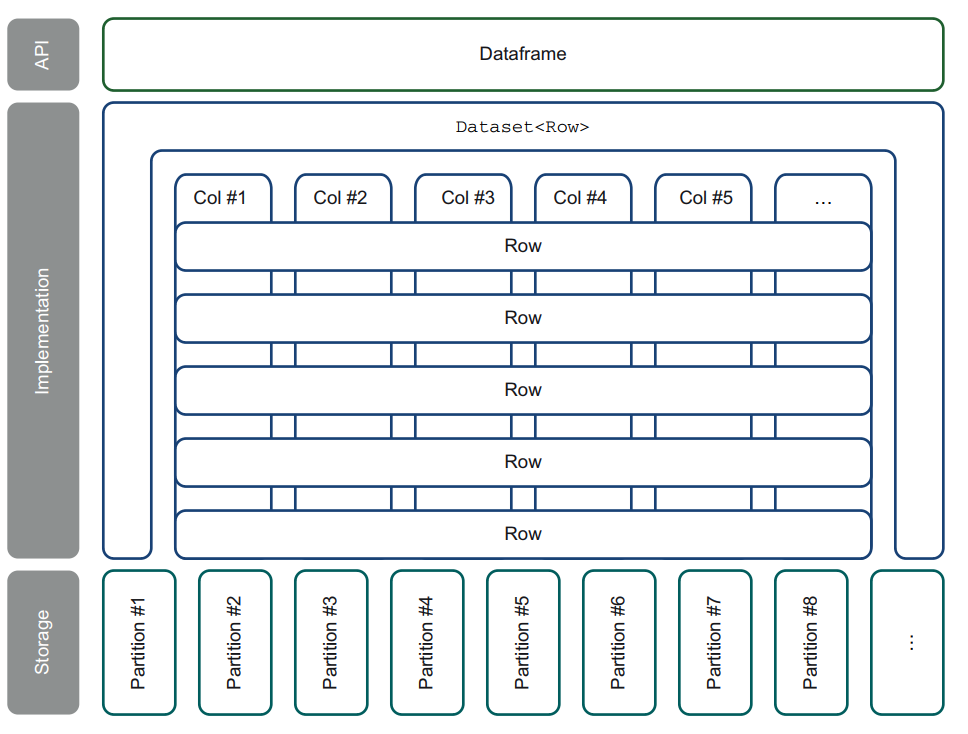 API
Dataframe
Implementation
Dataset<Row>
Col #1
Col #2
Col #3
Col #4
Col #5
...
Row
Row
Row
Row
Row
Storage
Partition #1
Partition #2
Partition #3
Partition #4
Partition #5
Partition #6
Partition #7
Partition #8
...